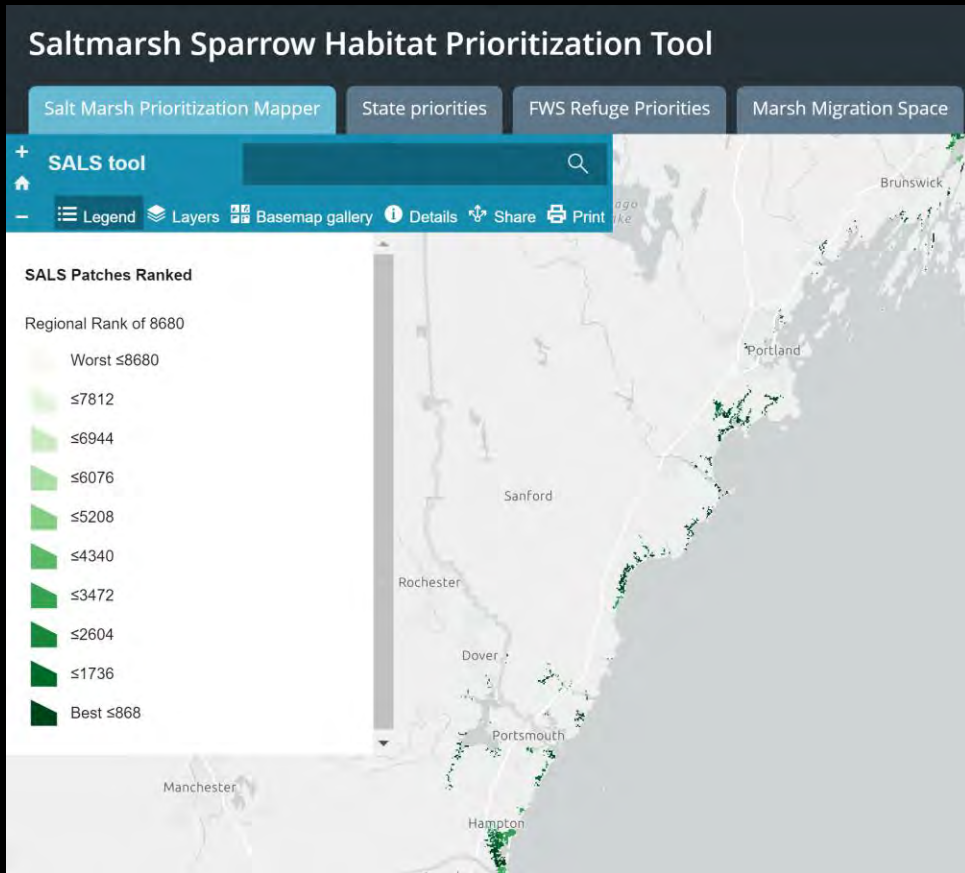 Saltmarsh Sparrow Habitat Prioritization Tool
Salt Marsh Prioritization Mapper
State priorities
FWS Refuge Priorities
Marsh Migration Space
+
SALS tool
−
Legend
Layers
Basemap gallery
Details
Share
Print
SALS Patches Ranked
Regional Rank of 8680
Worst ≤8680
≤7812
≤6944
≤6076
≤5208
≤4340
≤3472
≤2604
≤1736
Best ≤868
Brunswick
Portland
Sanford
Rochester
Dover
Portsmouth
Manchester
Hampton